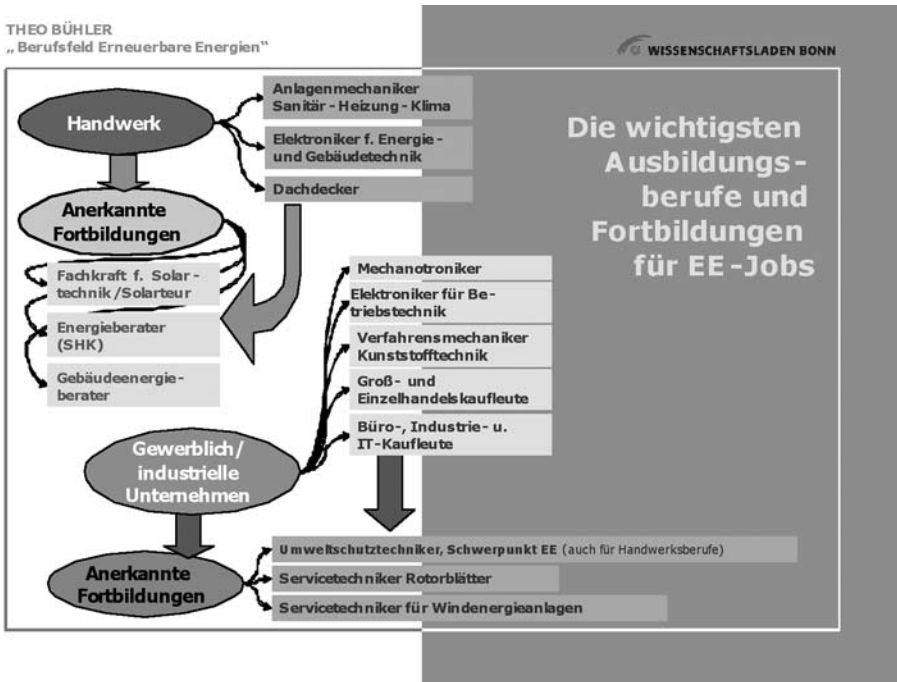 THEO BÜHLER
„Berufsfeld Erneuerbare Energien“
WISSENSCHAFTSLADEN BONN
Die wichtigsten
Ausbildungs-
berufe und
Fortbildungen
für EE-Jobs
Handwerk
Anlagenmechaniker
Sanitär - Heizung - Klima
Elektroniker f. Energie-
und Gebäudetechnik
Dachdecker
Anerkannte
Fortbildungen
Fachkraft f. Solar-
technik/Solarteur
Energieberater
(SHK)
Gebäudeenergie-
berater
Mechanotroniker
Elektroniker für Be-
triebstechnik
Verfahrensmechaniker
Kunststofftechnik
Groß- und
Einzelhandelskaufleute
Büro-, Industrie- u.
IT-Kaufleute
Gewerblich/
industrielle
Unternehmen
Anerkannte
Fortbildungen
Umweltschutztechniker, Schwerpunkt EE (auch für Handwerksberufe)
Servicetechniker Rotorblätter
Servicetechniker für Windenergieanlagen